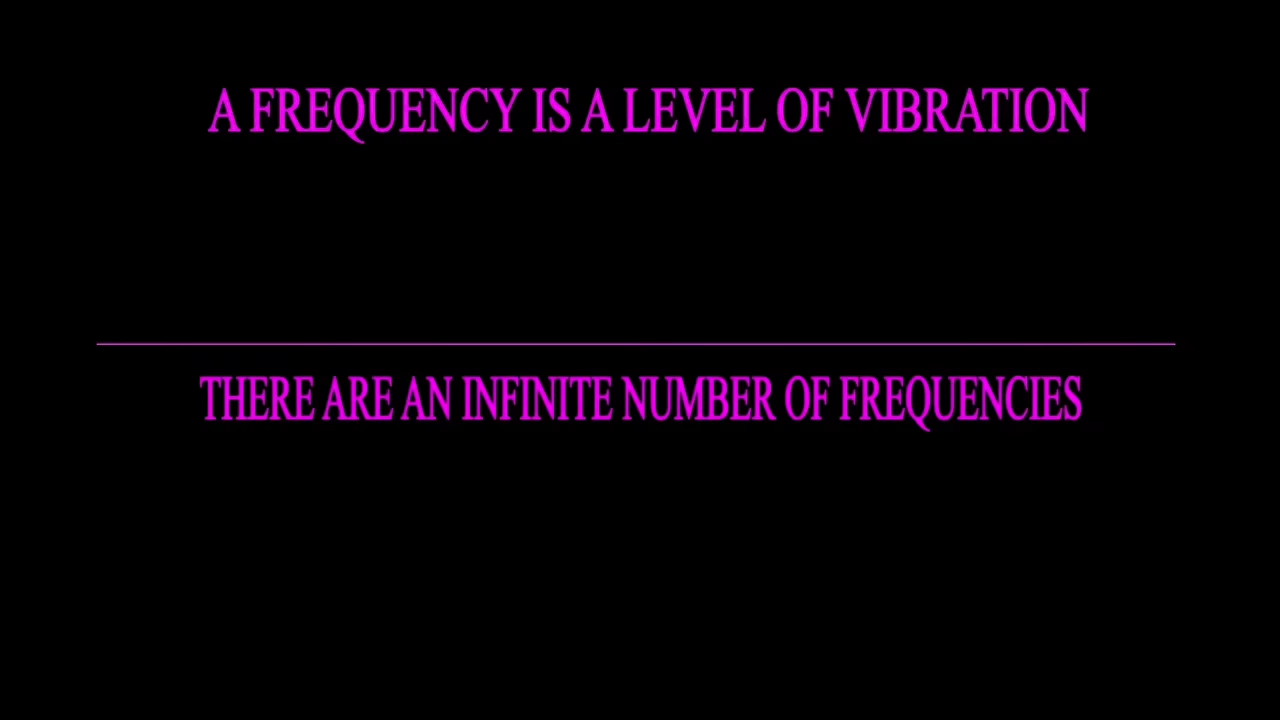 A FREQUENCY IS A LEVEL OF VIBRATION
THERE ARE AN INFINITE NUMBER OF FREQUENCIES